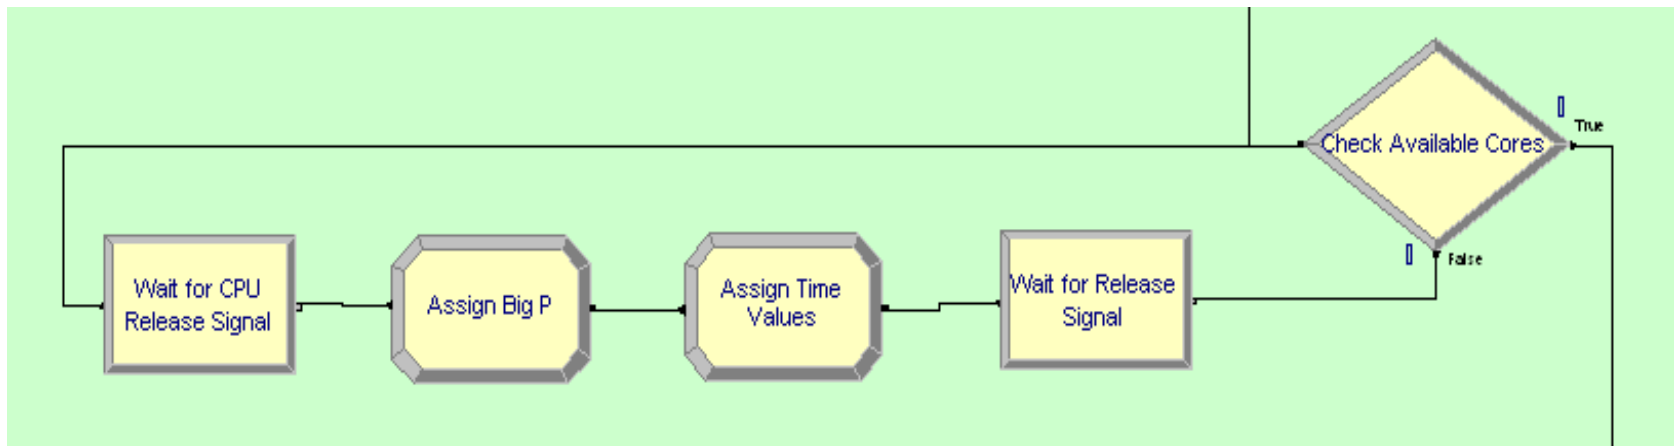 Check Available Cores
True
False
Wait for CPU
Release Signal
Assign Big P
Assign Time
Values
Wait for Release
Signal